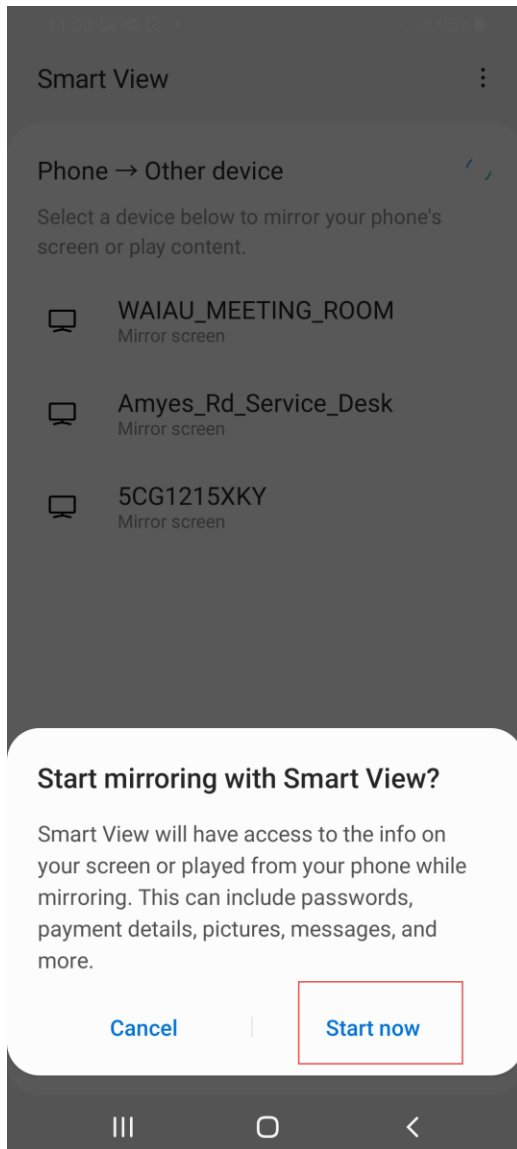 11:08
95%
Smart View
Phone → Other device
Select a device below to mirror your phone's
screen or play content.
WAIAU_MEETING_ROOM
Mirror screen
Amyes_Rd_Service_Desk
Mirror screen
5CG1215XKY
Mirror screen
Start mirroring with Smart View?
Smart View will have access to the info on
your screen or played from your phone while
mirroring. This can include passwords,
payment details, pictures, messages, and
more.
Cancel
Start now